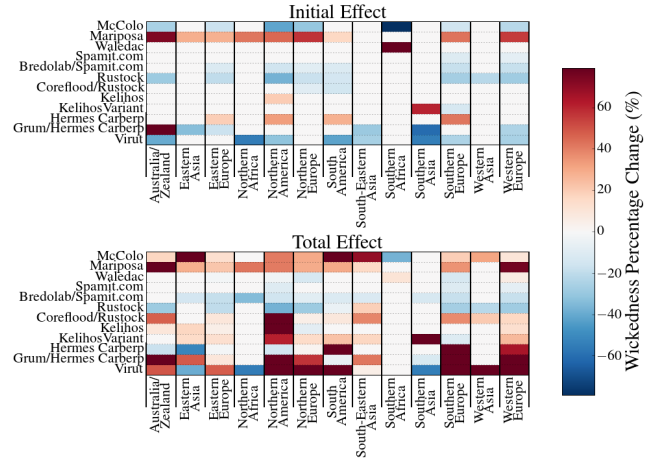 Initial Effect
McColo
Mariposa
Waledac
Spamit.com
Bredolab/Spamit.com
Rustock
Coreflood/Rustock
Kelihos
KelihosVariant
Hermes Carberp
Grum/Hermes Carberp
Virut
Australia/
Zealand
Eastern
Asia
Eastern
Europe
Northern
Africa
Northern
America
Northern
Europe
South
America
South-Eastern
Asia
Southern
Africa
Southern
Asia
Southern
Europe
Western
Asia
Western
Europe
Total Effect
McColo
Mariposa
Waledac
Spamit.com
Bredolab/Spamit.com
Rustock
Coreflood/Rustock
Kelihos
KelihosVariant
Hermes Carberp
Grum/Hermes Carberp
Virut
Australia/
Zealand
Eastern
Asia
Eastern
Europe
Northern
Africa
Northern
America
Northern
Europe
South
America
South-Eastern
Asia
Southern
Africa
Southern
Asia
Southern
Europe
Western
Asia
Western
Europe
60
40
20
0
−20
−40
−60
Wickedness Percentage Change (%)